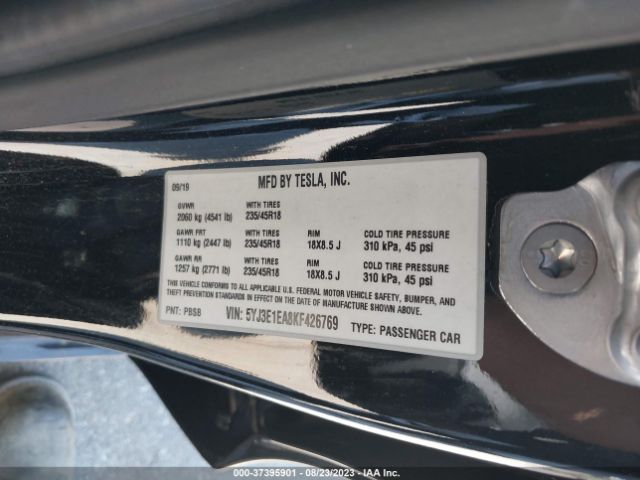 09/19 MFD BY TESLA, INC.
GVWR WITH TIRES
2060 kg (4541 lb) 235/45R18
GAWR FRT WITH TIRES RIM COLD TIRE PRESSURE
1110 kg (2447 lb) 235/45R18 18X8.5 J 310 kPa, 45 psi
GAWR RR WITH TIRES RIM COLD TIRE PRESSURE
1257 kg (2771 lb) 235/45R18 18X8.5 J 310 kPa, 45 psi
THIS VEHICLE CONFORMS TO ALL APPLICABLE U.S. FEDERAL MOTOR VEHICLE SAFETY, BUMPER, AND
THEFT PREVENTION STANDARDS IN EFFECT ON THE DATE OF MANUFACTURE SHOWN ABOVE.
PNT: PBSB VIN: 5YJ3E1EA8KF426769 TYPE: PASSENGER CAR
000-37395901 - 08/23/2023 - IAA Inc.